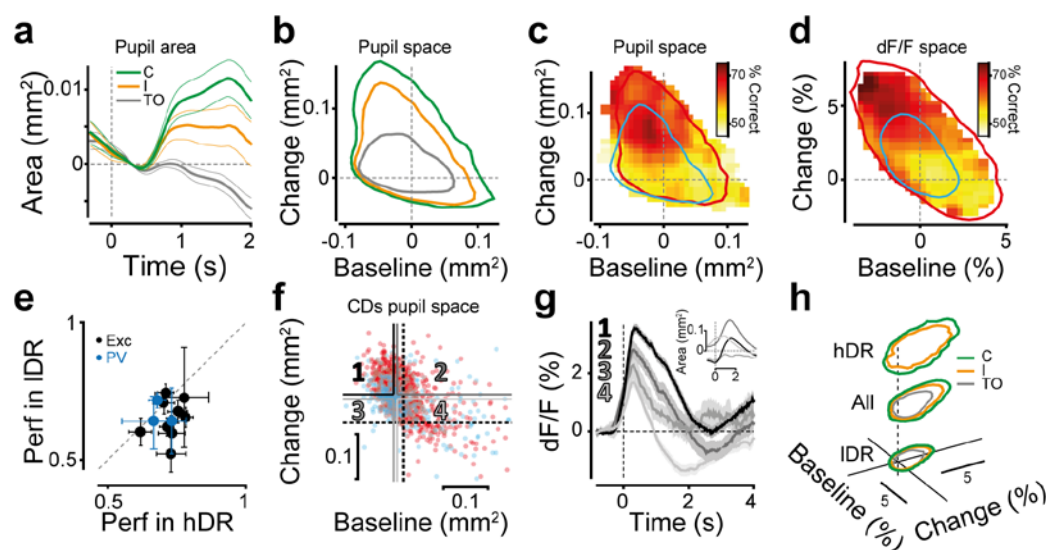 a
Pupil area
C
I
TO
0.01
0
Area (mm²)
0
1
2
Time (s)
b
Pupil space
0.1
0
Change (mm²)
-0.1
0
0.1
Baseline (mm²)
c
Pupil space
70
50
% Correct
0.1
0
Change (mm²)
-0.1
0
0.1
Baseline (mm²)
d
dF/F space
70
50
% Correct
5
0
Change (%)
0
5
Baseline (%)
e
1
Exc
PV
0.5
Perf in lDR
0.5
1
Perf in hDR
f
CDs pupil space
1
2
3
4
Change (mm²)
0.1
0.1
Baseline (mm²)
g
1
2
3
4
Area (mm²)
0.1
0
0
2
2
0
dF/F (%)
0
2
4
Time (s)
h
hDR
C
I
TO
All
lDR
5
5
Baseline (%)
Change (%)